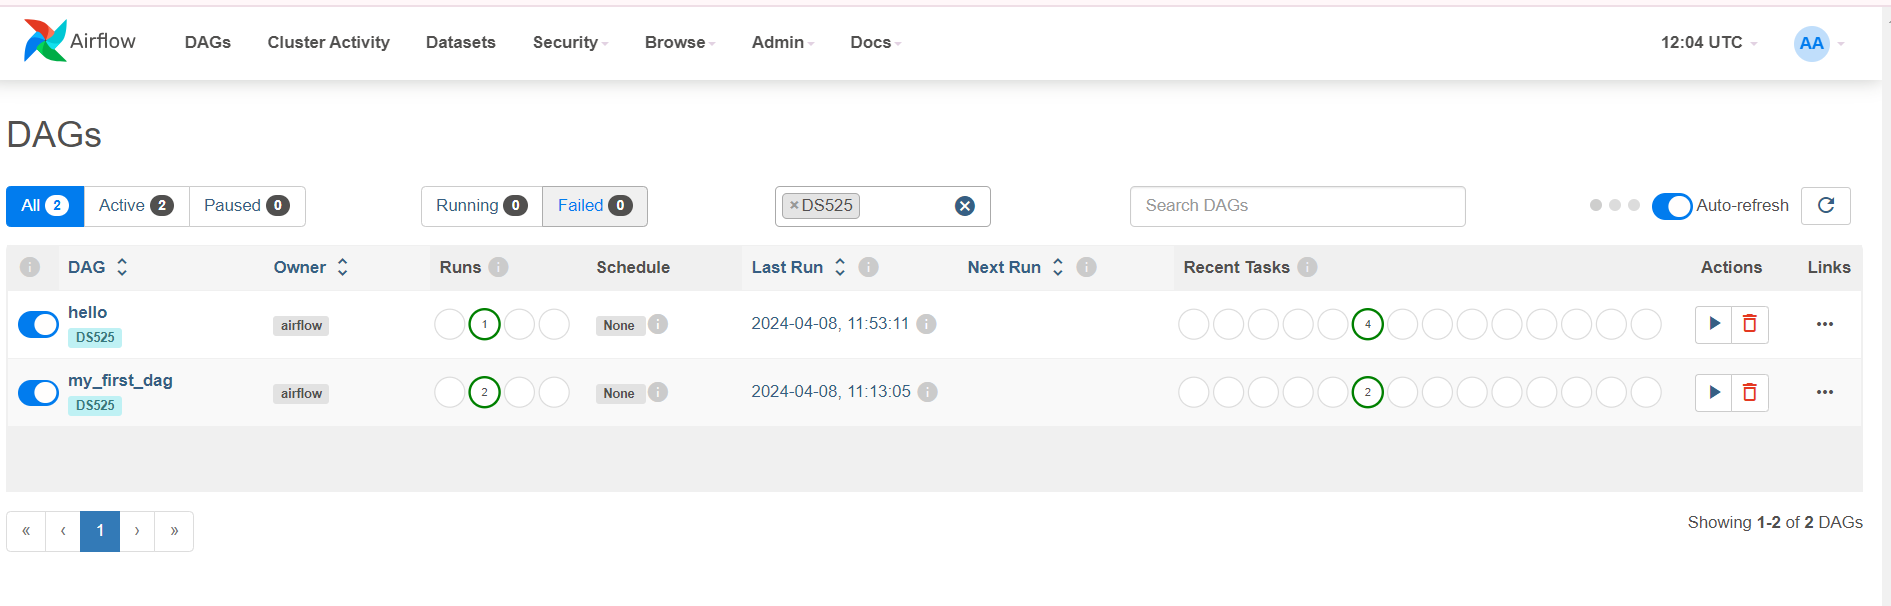 Airflow DAGs Cluster Activity Datasets Security Browse Admin Docs 12:04 UTC AA
DAGs
All 2 Active 2 Paused 0 Running 0 Failed 0 ×DS525 Search DAGs Auto-refresh
DAG Owner Runs Schedule Last Run Next Run Recent Tasks Actions Links
hello
DS525 airflow 1 None 2024-04-08, 11:53:11 4
my_first_dag
DS525 airflow 2 None 2024-04-08, 11:13:05 2
« ‹ 1 › » Showing 1-2 of 2 DAGs